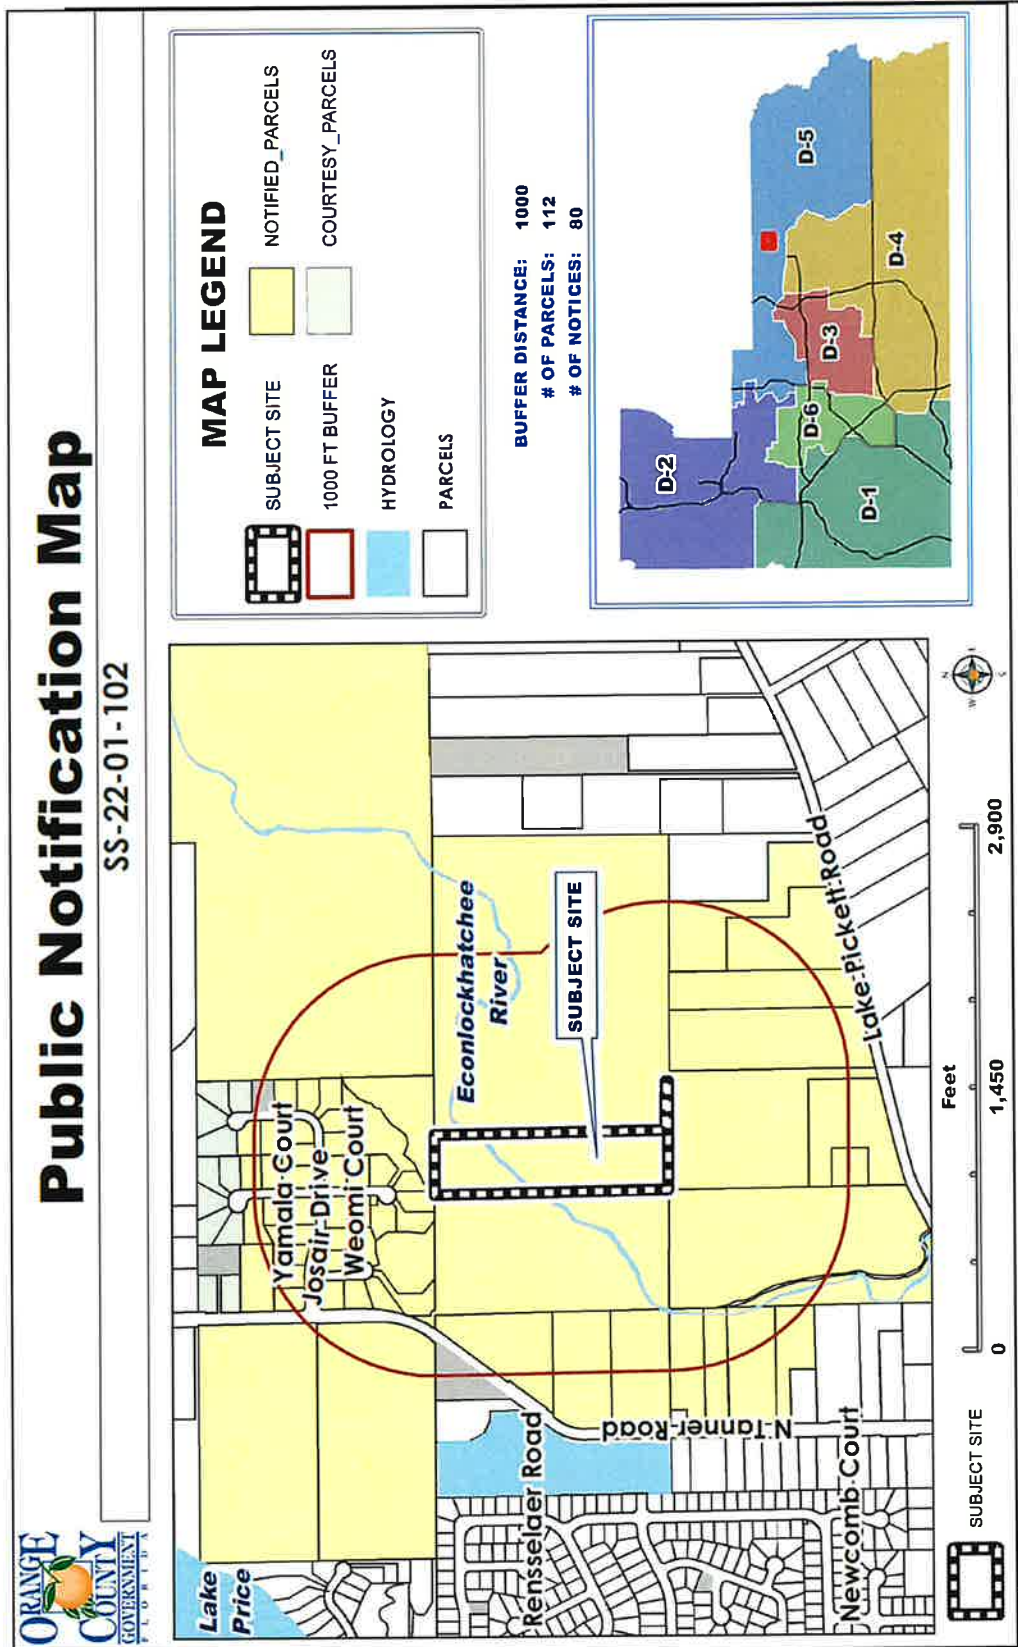 ORANGE
COUNTY
GOVERNMENT
FLORIDA
Public Notification Map
SS-22-01-102
Lake
Price
Yamala Court
Josair Drive
Weomi Court
Econlockhatchee
River
SUBJECT SITE
Rensselaer Road
N Tanner Road
Newcomb Court
Lake Pickett Road
MAP LEGEND
SUBJECT SITE
NOTIFIED_PARCELS
1000 FT BUFFER
COURTESY_PARCELS
HYDROLOGY
PARCELS
BUFFER DISTANCE: 1000
# OF PARCELS: 112
# OF NOTICES: 80
D-2
D-5
D-6
D-3
D-1
D-4
SUBJECT SITE
Feet
0 1,450 2,900
N
W E
S